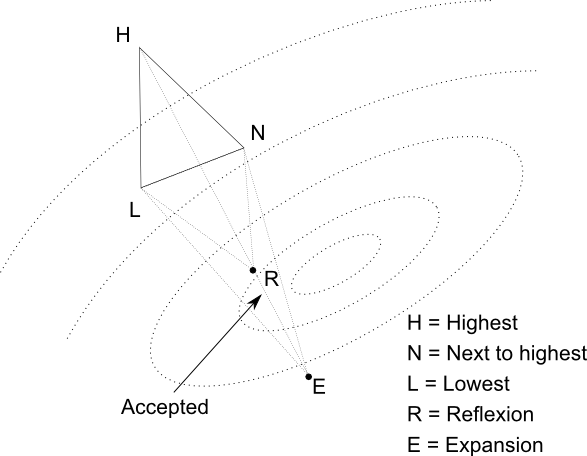 H
N
L
R
E
Accepted
H = Highest
N = Next to highest
L = Lowest
R = Reflexion
E = Expansion